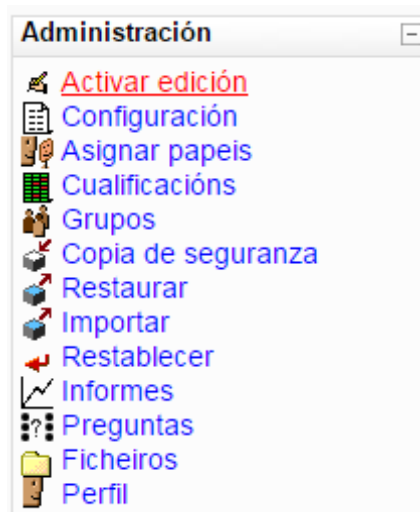 Administración
Activar edición
Configuración
Asignar papeis
Cualificacións
Grupos
Copia de seguranza
Restaurar
Importar
Restablecer
Informes
Preguntas
Ficheiros
Perfil